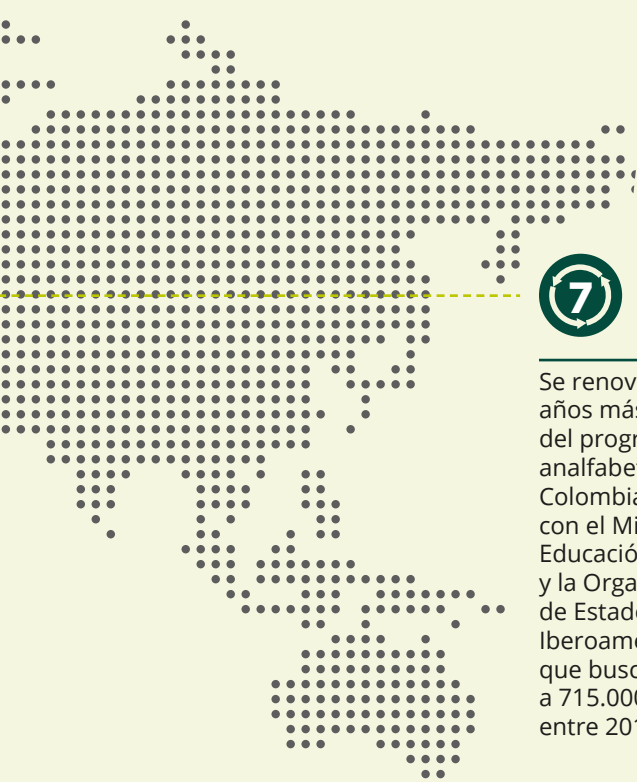 7
Se renov
años más
del progr
analfabet
Colombia
con el Mi
Educació
y la Orga
de Estado
Iberoame
que busc
a 715.000
entre 201